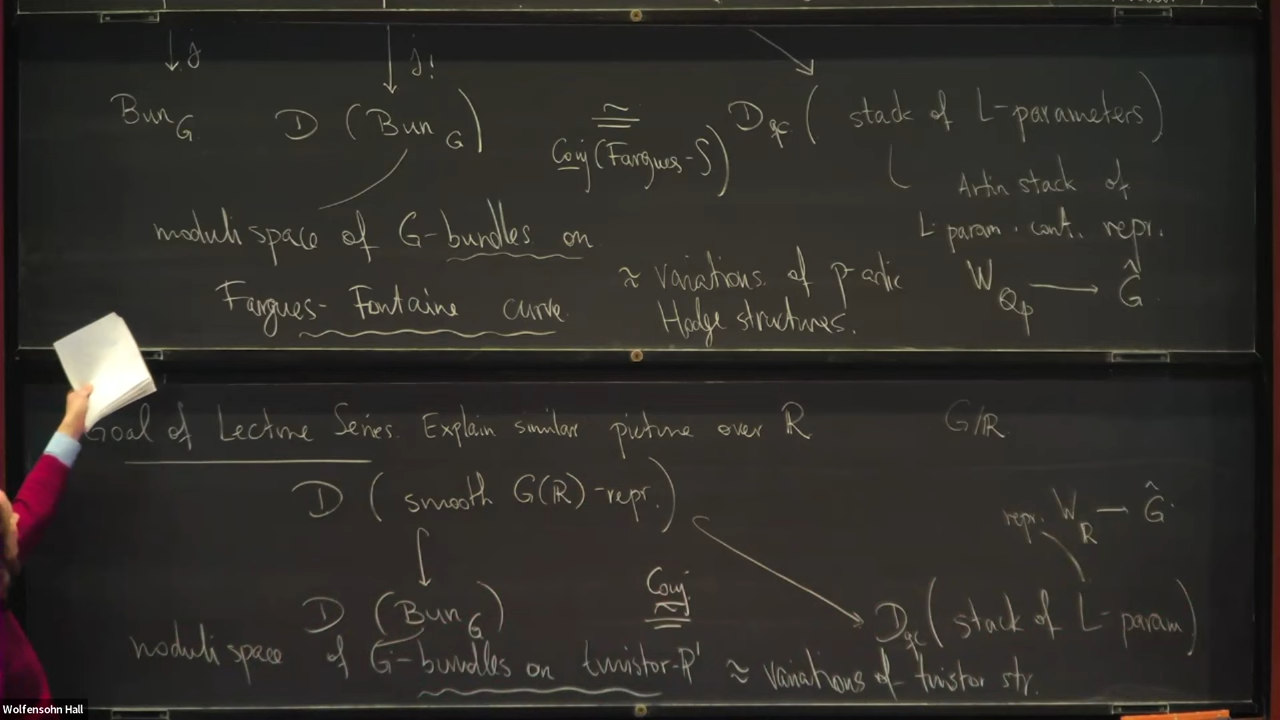 ↓ j
↓ j!
Bun_G D (Bun_G) ≅ D_qc (stack of L-parameters)
Conj (Fargues-S)
Artin stack of
L-param. cont. repr.
W_Qp → Ĝ
moduli space of G-bundles on
Fargues-Fontaine curve
≈ variations of p-adic
Hodge structures.
Goal of Lecture Series. Explain similar picture over R G/R
D (smooth G(R)-repr.)
repr. W_R → Ĝ
Conj
D (Bun_G) ≅ D_qc (stack of L-param)
moduli space of G-bundles on twistor-P¹ ≈ variations of twistor str.
Wolfensohn Hall